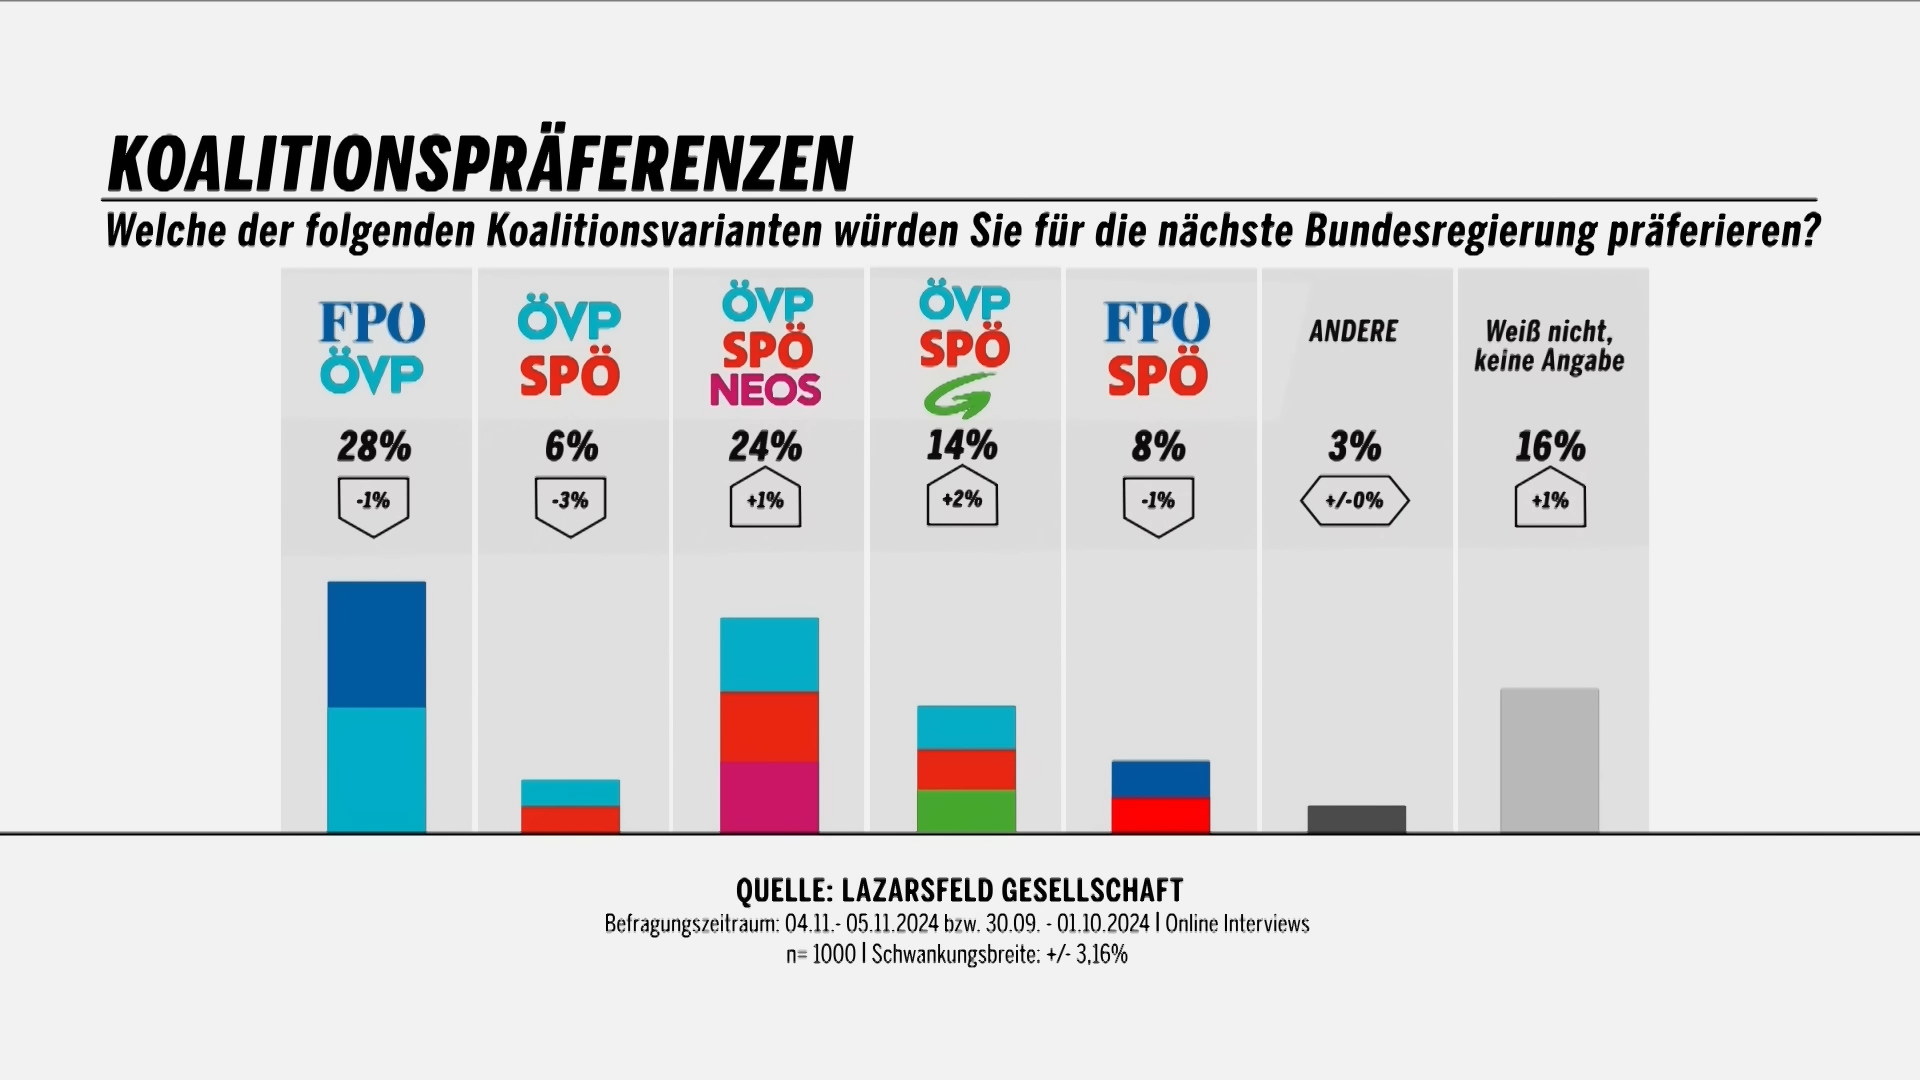 KOALITIONSPRÄFERENZEN
Welche der folgenden Koalitionsvarianten würden Sie für die nächste Bundesregierung präferieren?
FPÖ
ÖVP
28%
-1%
ÖVP
SPÖ
6%
-3%
ÖVP
SPÖ
NEOS
24%
+1%
ÖVP
SPÖ
G
14%
+2%
FPÖ
SPÖ
8%
-1%
ANDERE
3%
+/-0%
Weiß nicht,
keine Angabe
16%
+1%
QUELLE: LAZARSFELD GESELLSCHAFT
Befragungszeitraum: 04.11.- 05.11.2024 bzw. 30.09. - 01.10.2024 | Online Interviews
n= 1000 | Schwankungsbreite: +/- 3,16%